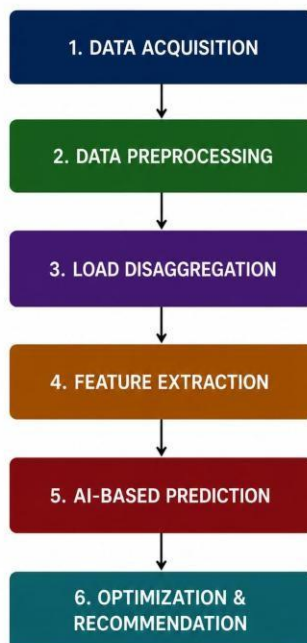 1. DATA ACQUISITION
2. DATA PREPROCESSING
3. LOAD DISAGGREGATION
4. FEATURE EXTRACTION
5. AI-BASED PREDICTION
6. OPTIMIZATION &
RECOMMENDATION